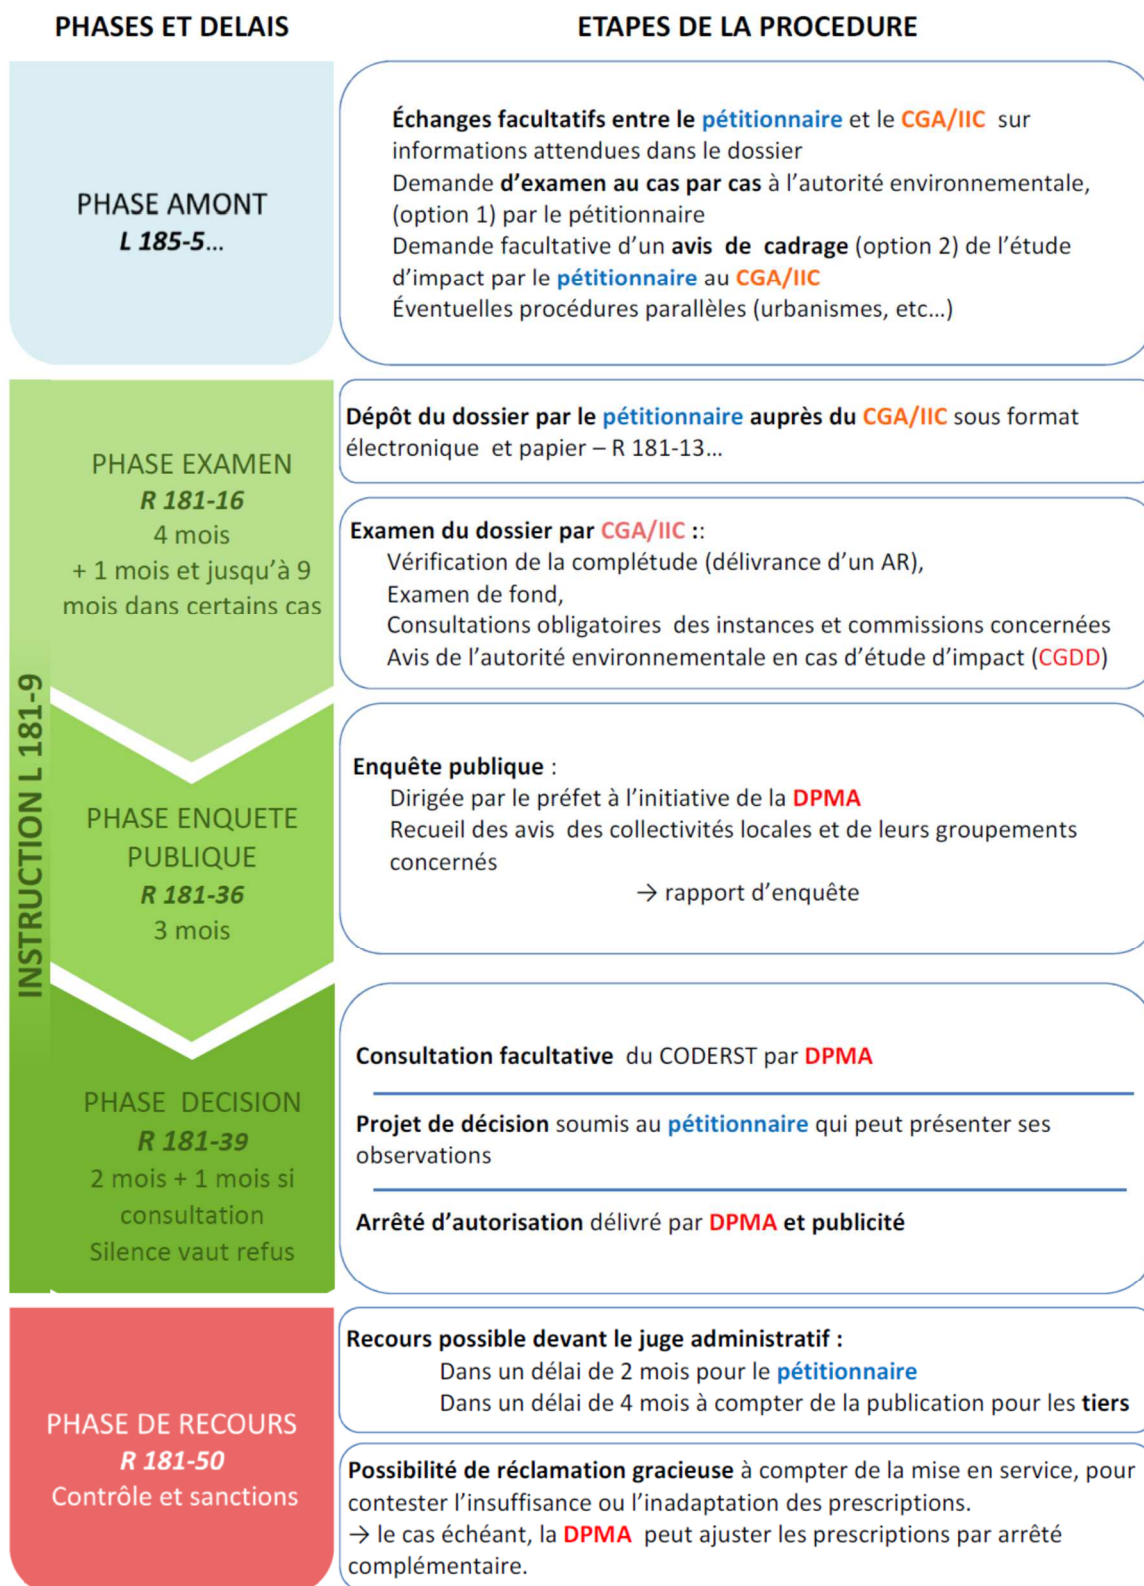 PHASES ET DELAIS
ETAPES DE LA PROCEDURE
PHASE AMONT
L 185-5...
Échanges facultatifs entre le pétitionnaire et le CGA/IIC sur
informations attendues dans le dossier
Demande d'examen au cas par cas à l'autorité environnementale,
(option 1) par le pétitionnaire
Demande facultative d'un avis de cadrage (option 2) de l'étude
d'impact par le pétitionnaire au CGA/IIC
Éventuelles procédures parallèles (urbanismes, etc...)
INSTRUCTION L 181-9
PHASE EXAMEN
R 181-16
4 mois
+ 1 mois et jusqu'à 9
mois dans certains cas
Dépôt du dossier par le pétitionnaire auprès du CGA/IIC sous format
électronique et papier – R 181-13...
Examen du dossier par CGA/IIC ::
Vérification de la complétude (délivrance d'un AR),
Examen de fond,
Consultations obligatoires des instances et commissions concernées
Avis de l'autorité environnementale en cas d'étude d'impact (CGDD)
PHASE ENQUETE
PUBLIQUE
R 181-36
3 mois
Enquête publique :
Dirigée par le préfet à l'initiative de la DPMA
Recueil des avis des collectivités locales et de leurs groupements
concernés
→ rapport d'enquête
PHASE DECISION
R 181-39
2 mois + 1 mois si
consultation
Silence vaut refus
Consultation facultative du CODERST par DPMA
Projet de décision soumis au pétitionnaire qui peut présenter ses
observations
Arrêté d'autorisation délivré par DPMA et publicité
PHASE DE RECOURS
R 181-50
Contrôle et sanctions
Recours possible devant le juge administratif :
Dans un délai de 2 mois pour le pétitionnaire
Dans un délai de 4 mois à compter de la publication pour les tiers
Possibilité de réclamation gracieuse à compter de la mise en service, pour
contester l'insuffisance ou l'inadaptation des prescriptions.
→ le cas échéant, la DPMA peut ajuster les prescriptions par arrêté
complémentaire.